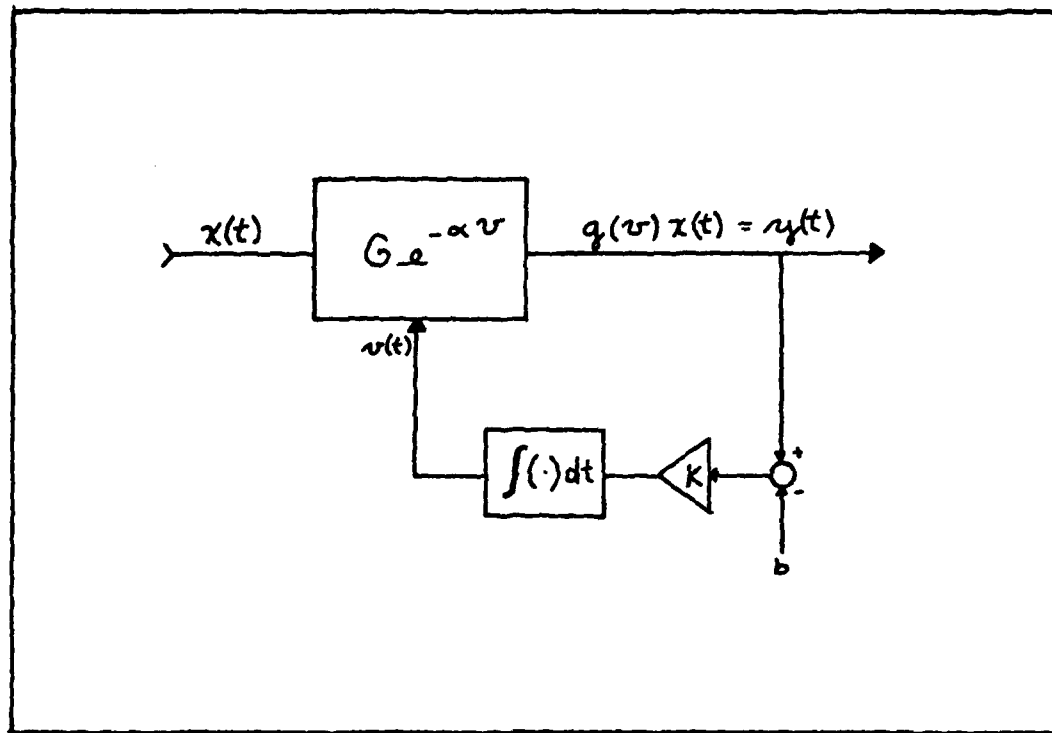 x(t)
G e^{-αv}
g(v) x(t) = y(t)
v(t)
∫(·)dt
K
+
-
b